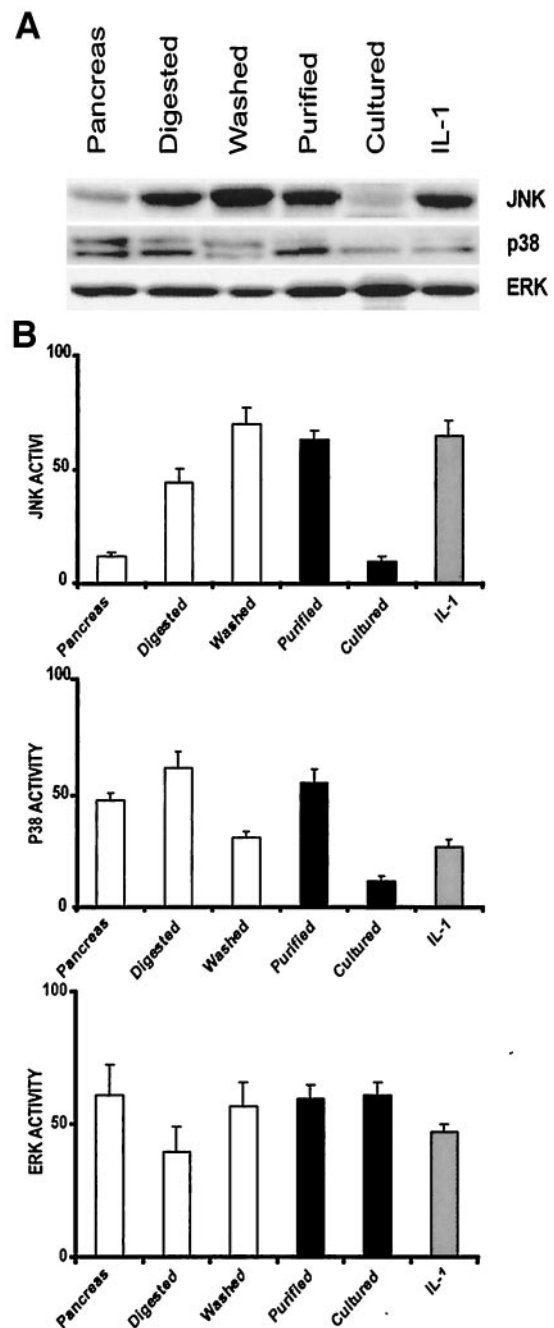 A
Pancreas Digested Washed Purified Cultured IL-1
JNK
p38
ERK
B
100
50
0
JNK ACTIVI
Pancreas Digested Washed Purified Cultured IL-1
100
50
0
P38 ACTIVITY
Pancreas Digested Washed Purified Cultured IL-1
100
50
0
ERK ACTIVITY
Pancreas Digested Washed Purified Cultured IL-1